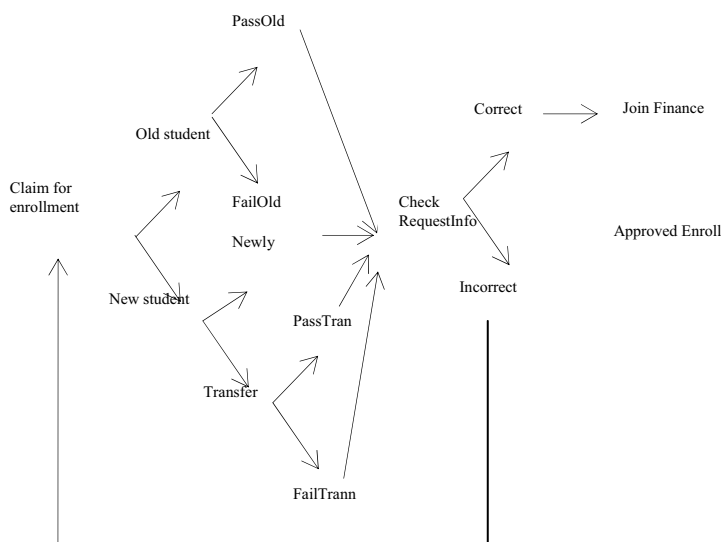 PassOld
Correct
Join Finance
Old student
Claim for
enrollment
FailOld
Check
RequestInfo
Newly
Approved Enroll
Incorrect
New student
PassTran
Transfer
FailTrann